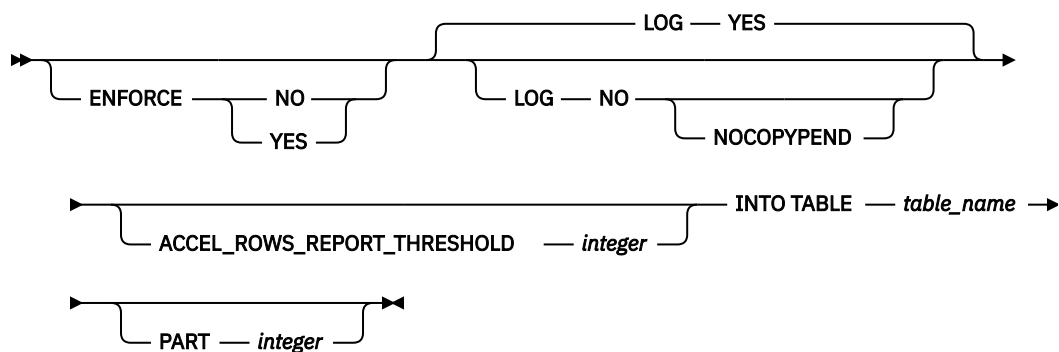 LOG YES
ENFORCE NO LOG NO
YES NOCOPYPEND
INTO TABLE table_name
ACCEL_ROWS_REPORT_THRESHOLD integer
PART integer